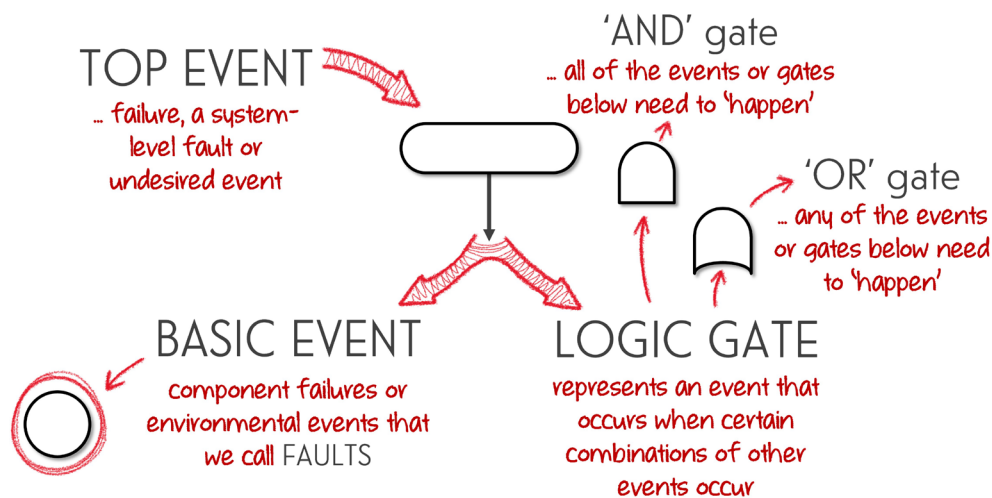 TOP EVENT
... failure, a system-
level fault or
undesired event
‘AND’ gate
... all of the events or gates
below need to ‘happen’
‘OR’ gate
... any of the events
or gates below need
to ‘happen’
BASIC EVENT
component failures or
environmental events that
we call FAULTS
LOGIC GATE
represents an event that
occurs when certain
combinations of other
events occur